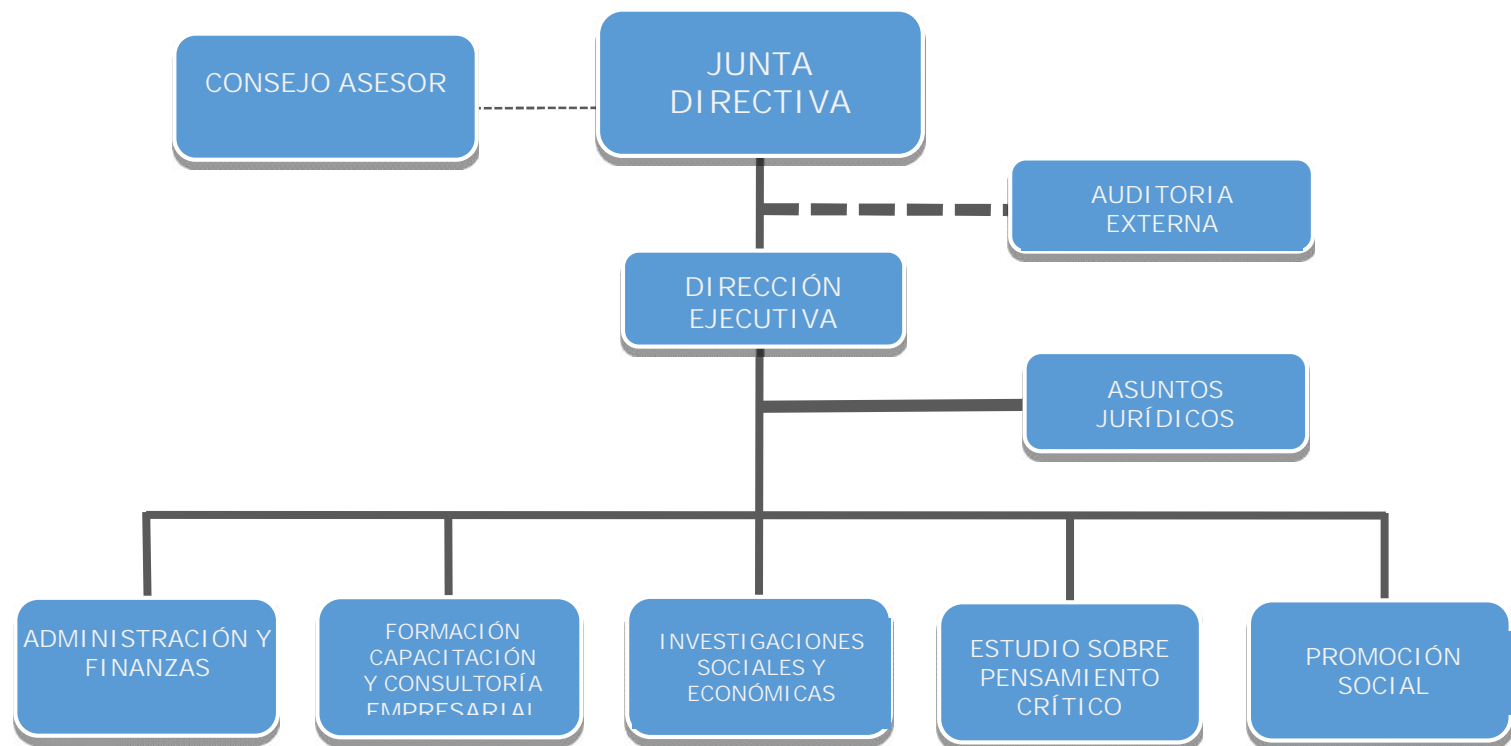 CONSEJO ASESOR
JUNTA
DIRECTIVA
AUDITORIA
EXTERNA
DIRECCIÓN
EJECUTIVA
ASUNTOS
JURÍDICOS
ADMINISTRACIÓN Y
FINANZAS
FORMACIÓN
CAPACITACIÓN
Y CONSULTORÍA
EMPRESARIAL
INVESTIGACIONES
SOCIALES Y
ECONÓMICAS
ESTUDIO SOBRE
PENSAMIENTO
CRÍTICO
PROMOCIÓN
SOCIAL